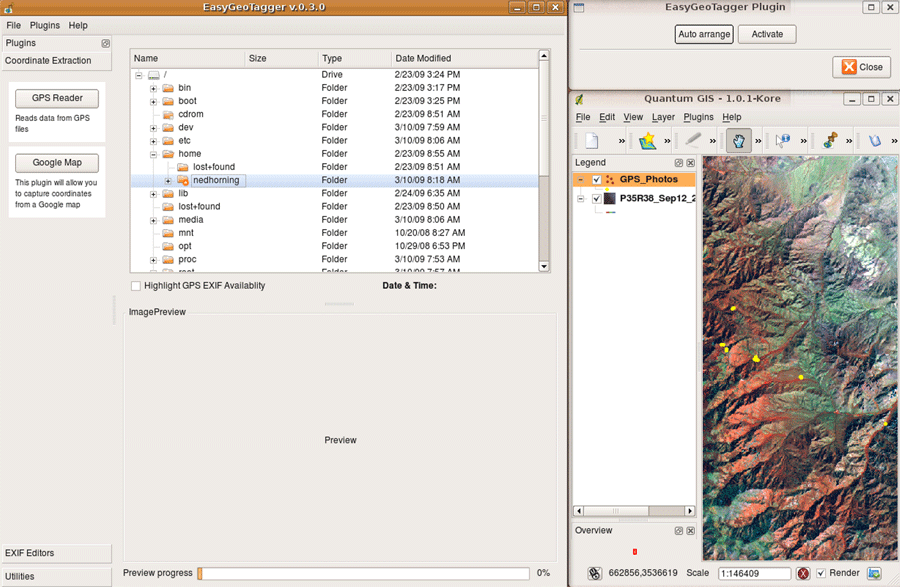 EasyGeoTagger v.0.3.0
File Plugins Help
Plugins
Coordinate Extraction
GPS Reader
Reads data from GPS
files
Google Map
This plugin will allow you
to capture coordinates
from a Google map
EXIF Editors
Utilities
Name Size Type Date Modified
/ Drive 2/23/09 3:24 PM
bin Folder 2/23/09 3:17 PM
boot Folder 2/23/09 3:25 PM
cdrom Folder 2/23/09 8:51 AM
dev Folder 3/10/09 7:59 AM
etc Folder 3/10/09 8:06 AM
home Folder 2/23/09 8:55 AM
lost+found Folder 2/23/09 8:51 AM
nedhorning Folder 3/10/09 8:18 AM
lib Folder 2/24/09 6:35 AM
lost+found Folder 2/23/09 8:50 AM
media Folder 3/10/09 8:06 AM
mnt Folder 10/20/08 8:27 AM
opt Folder 10/29/08 6:53 PM
proc Folder 3/10/09 7:53 AM
root Folder 3/10/09 7:57 AM
Highlight GPS EXIF Availablity Date & Time:
ImagePreview
Preview
Preview progress 0%
EasyGeoTagger Plugin
Auto arrange Activate
Close
Quantum GIS - 1.0.1-Kore
File Edit View Layer Plugins Help
Legend
GPS_Photos
P35R38_Sep12_2
Overview
662856,3536619 Scale 1:146409 Render